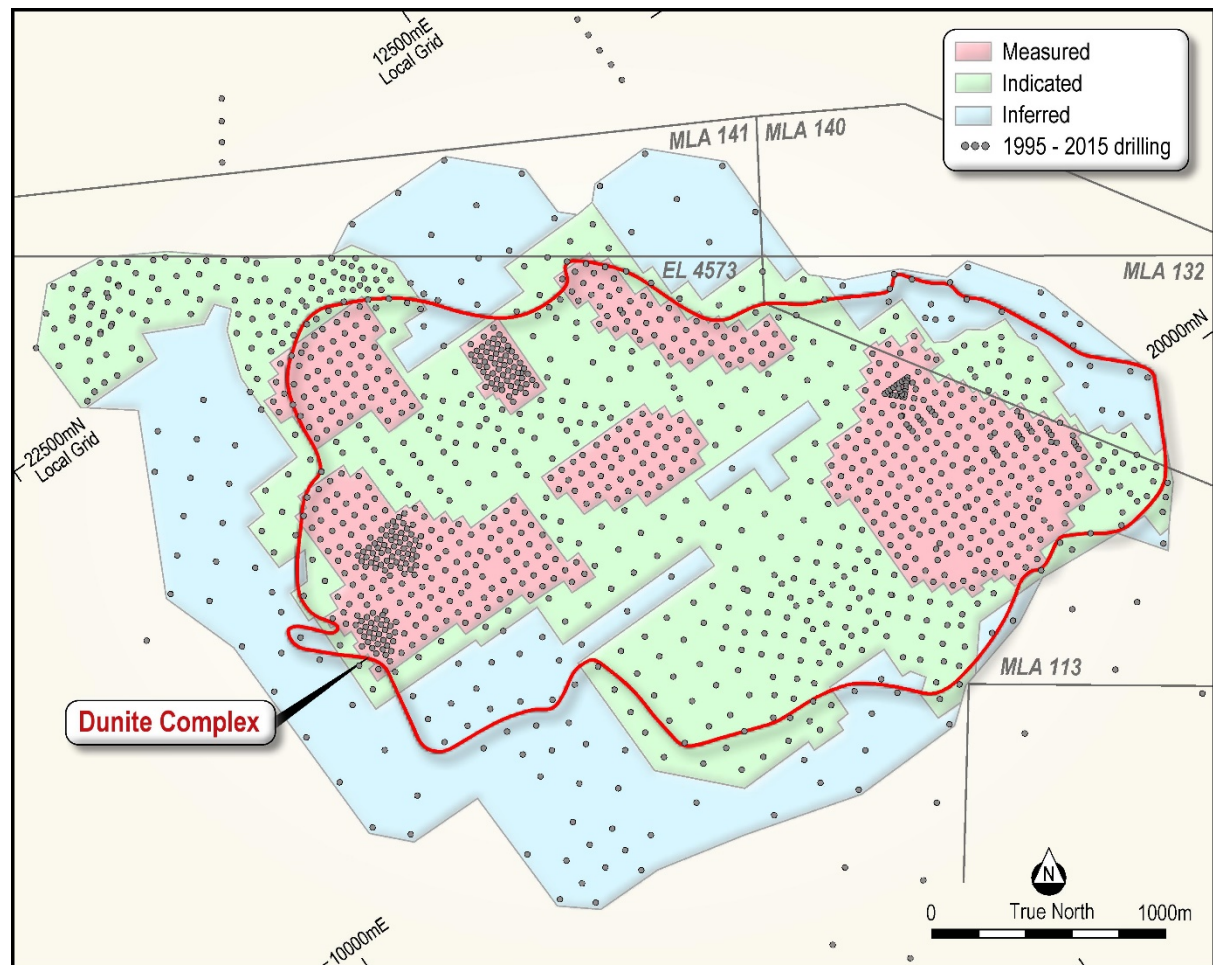 12500mE
Local Grid
Measured
Indicated
Inferred
1995 - 2015 drilling
MLA 141
MLA 140
EL 4573
MLA 132
20000mN
22500mN
Local Grid
MLA 113
Dunite Complex
N
True North
0
1000m
10000mE